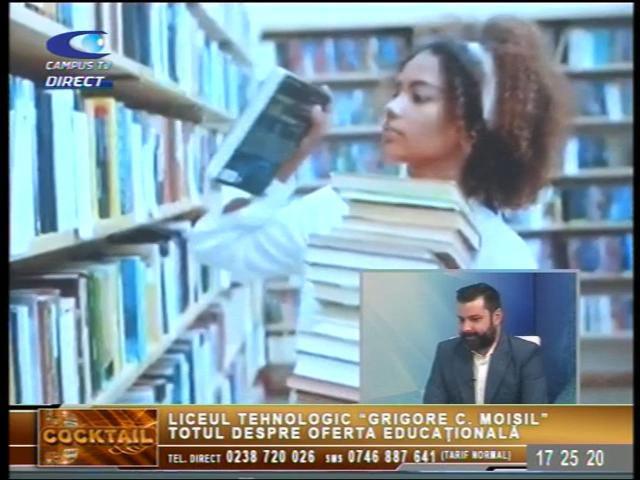 CAMPUS TV
DIRECT
LICEUL TEHNOLOGIC "GRIGORE C. MOISIL"
TOTUL DESPRE OFERTA EDUCAŢIONALĂ
COCKTAIL
TEL. DIRECT 0238 720 026 SMS 0746 887 641 (TARIF NORMAL)
17 25 20